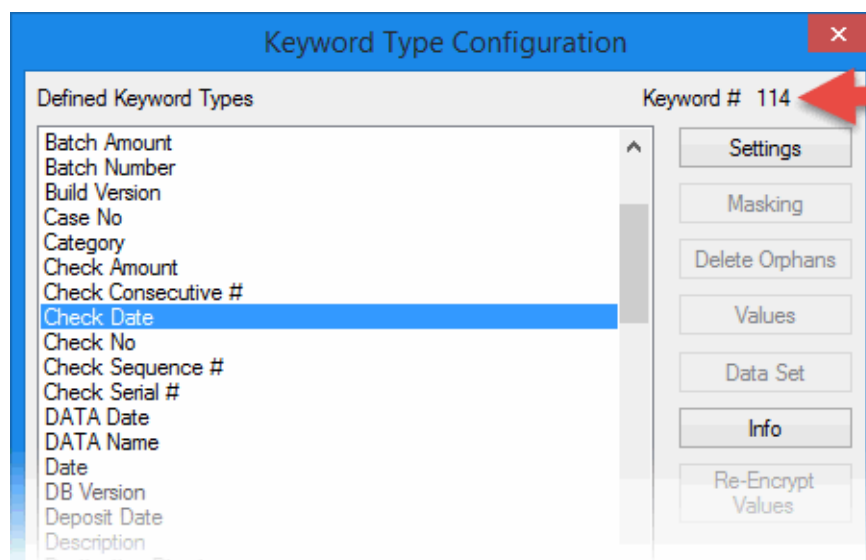 Keyword Type Configuration
Defined Keyword Types
Keyword # 114
Batch Amount
Batch Number
Build Version
Case No
Category
Check Amount
Check Consecutive #
Check Date
Check No
Check Sequence #
Check Serial #
DATA Date
DATA Name
Date
DB Version
Deposit Date
Description
Settings
Masking
Delete Orphans
Values
Data Set
Info
Re-Encrypt
Values